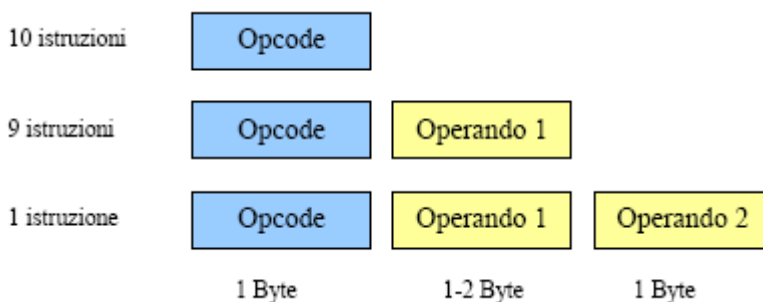 10 istruzioni Opcode
9 istruzioni Opcode Operando 1
1 istruzione Opcode Operando 1 Operando 2
1 Byte 1-2 Byte 1 Byte